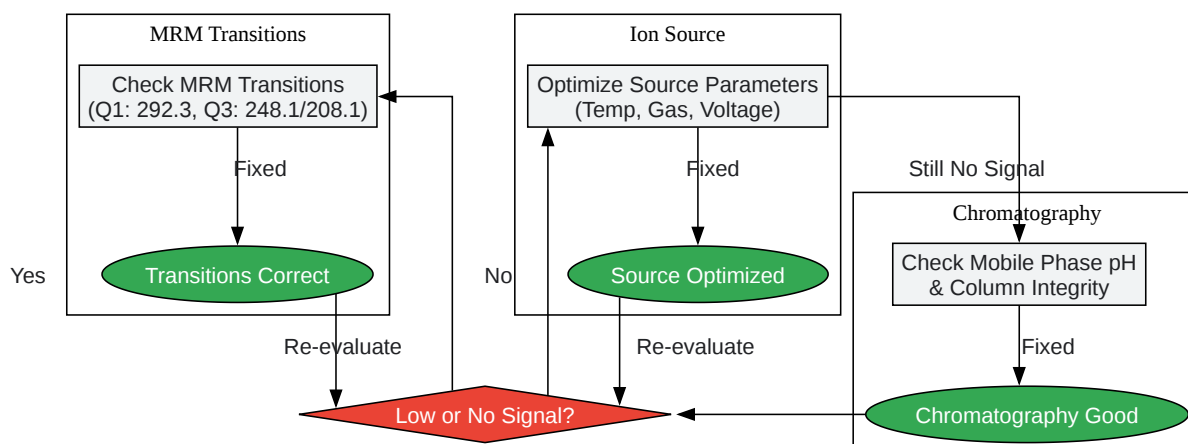 MRM Transitions
Check MRM Transitions
(Q1: 292.3, Q3: 248.1/208.1)
Fixed
Transitions Correct
Yes
Re-evaluate
Ion Source
Optimize Source Parameters
(Temp, Gas, Voltage)
Fixed
Source Optimized
No
Re-evaluate
Still No Signal
Chromatography
Check Mobile Phase pH
& Column Integrity
Fixed
Chromatography Good
Low or No Signal?